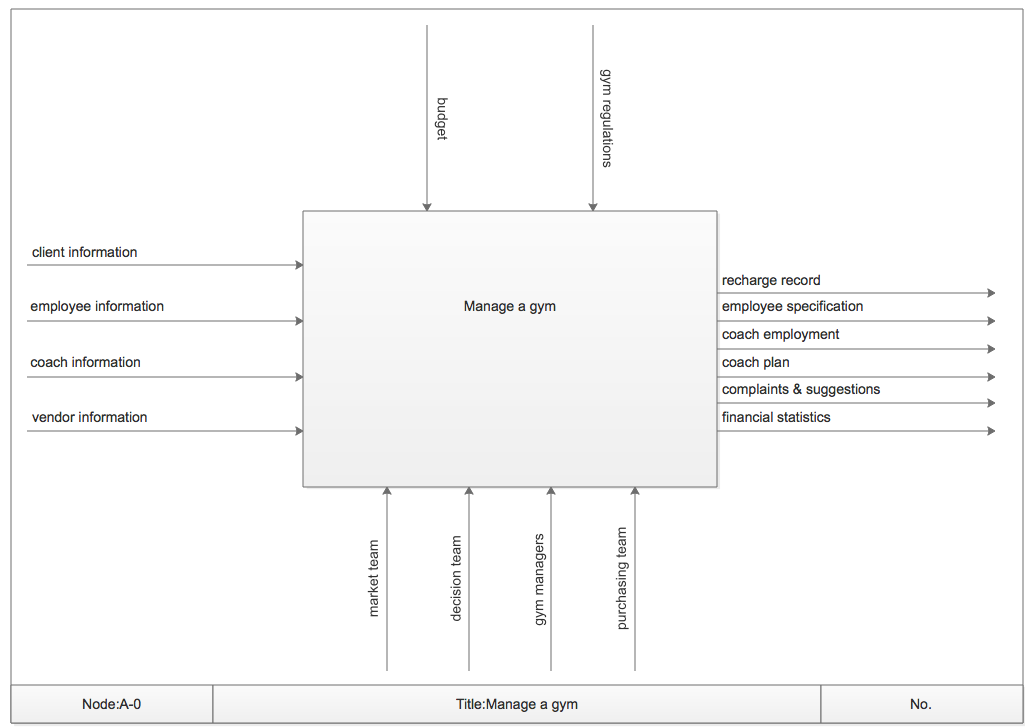 budget
gym regulations
client information
employee information
coach information
vendor information
Manage a gym
recharge record
employee specification
coach employment
coach plan
complaints & suggestions
financial statistics
market team
decision team
gym managers
purchasing team
Node:A-0
Title:Manage a gym
No.